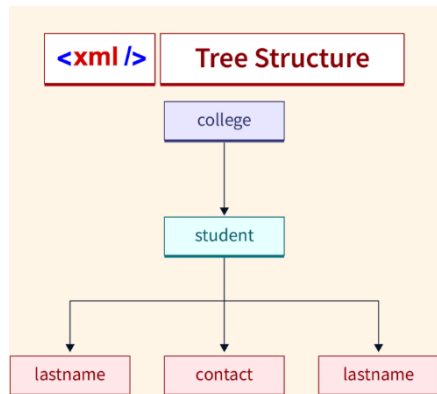 <xml /> Tree Structure
college
student
lastname contact lastname